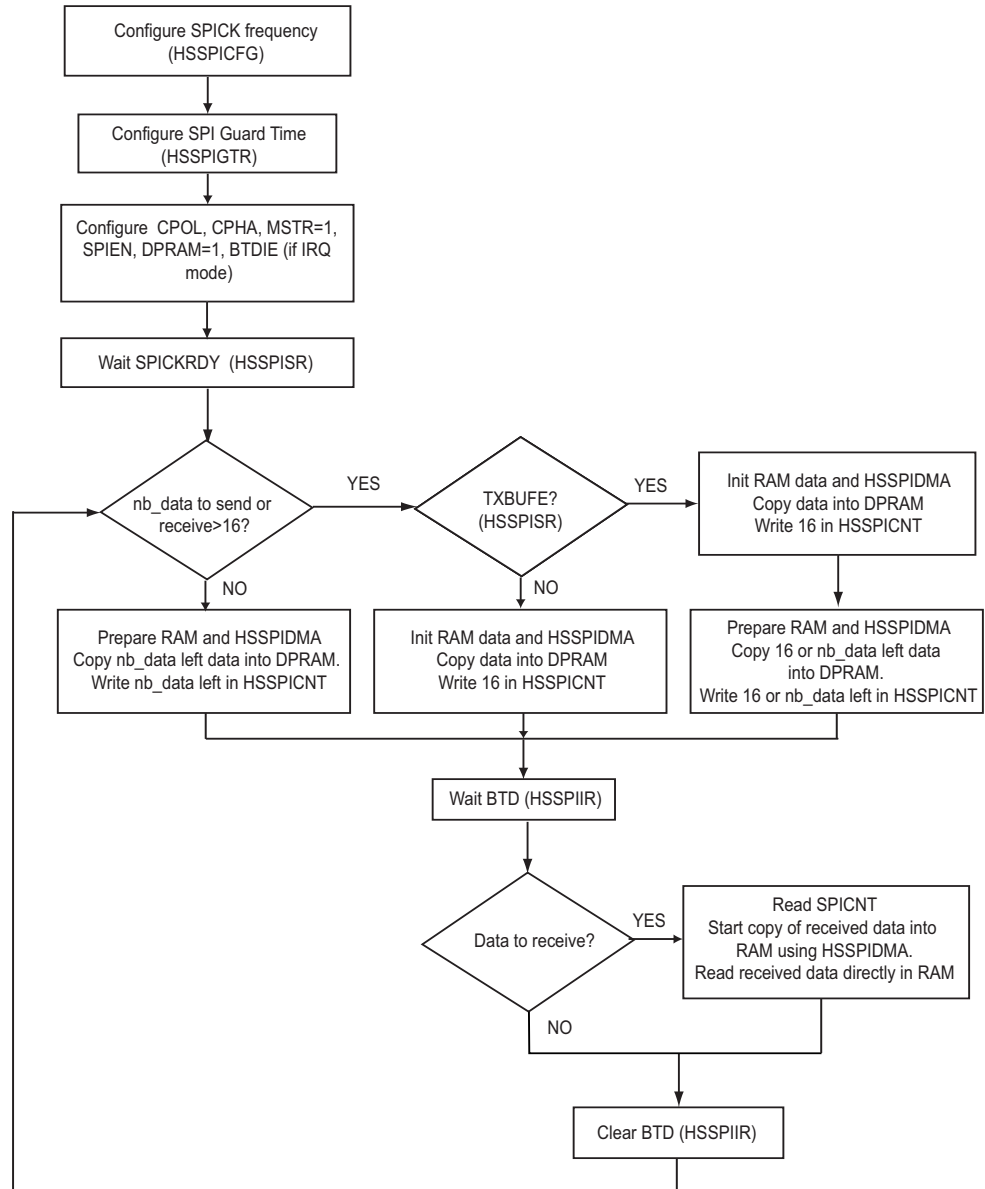 Configure SPICK frequency
(HSSPICFG)
Configure SPI Guard Time
(HSSPIGTR)
Configure CPOL, CPHA, MSTR=1,
SPIEN, DPRAM=1, BTDIE (if IRQ
mode)
Wait SPICKRDY (HSSPISR)
nb_data to send or
receive>16?
YES
NO
TXBUFE?
(HSSPISR)
YES
NO
Init RAM data and HSSPIDMA
Copy data into DPRAM
Write 16 in HSSPICNT
Prepare RAM and HSSPIDMA
Copy nb_data left data into DPRAM.
Write nb_data left in HSSPICNT
Init RAM data and HSSPIDMA
Copy data into DPRAM
Write 16 in HSSPICNT
Prepare RAM and HSSPIDMA
Copy 16 or nb_data left data
into DPRAM.
Write 16 or nb_data left in HSSPICNT
Wait BTD (HSSPIIR)
Data to receive?
YES
NO
Read SPICNT
Start copy of received data into
RAM using HSSPIDMA.
Read received data directly in RAM
Clear BTD (HSSPIIR)